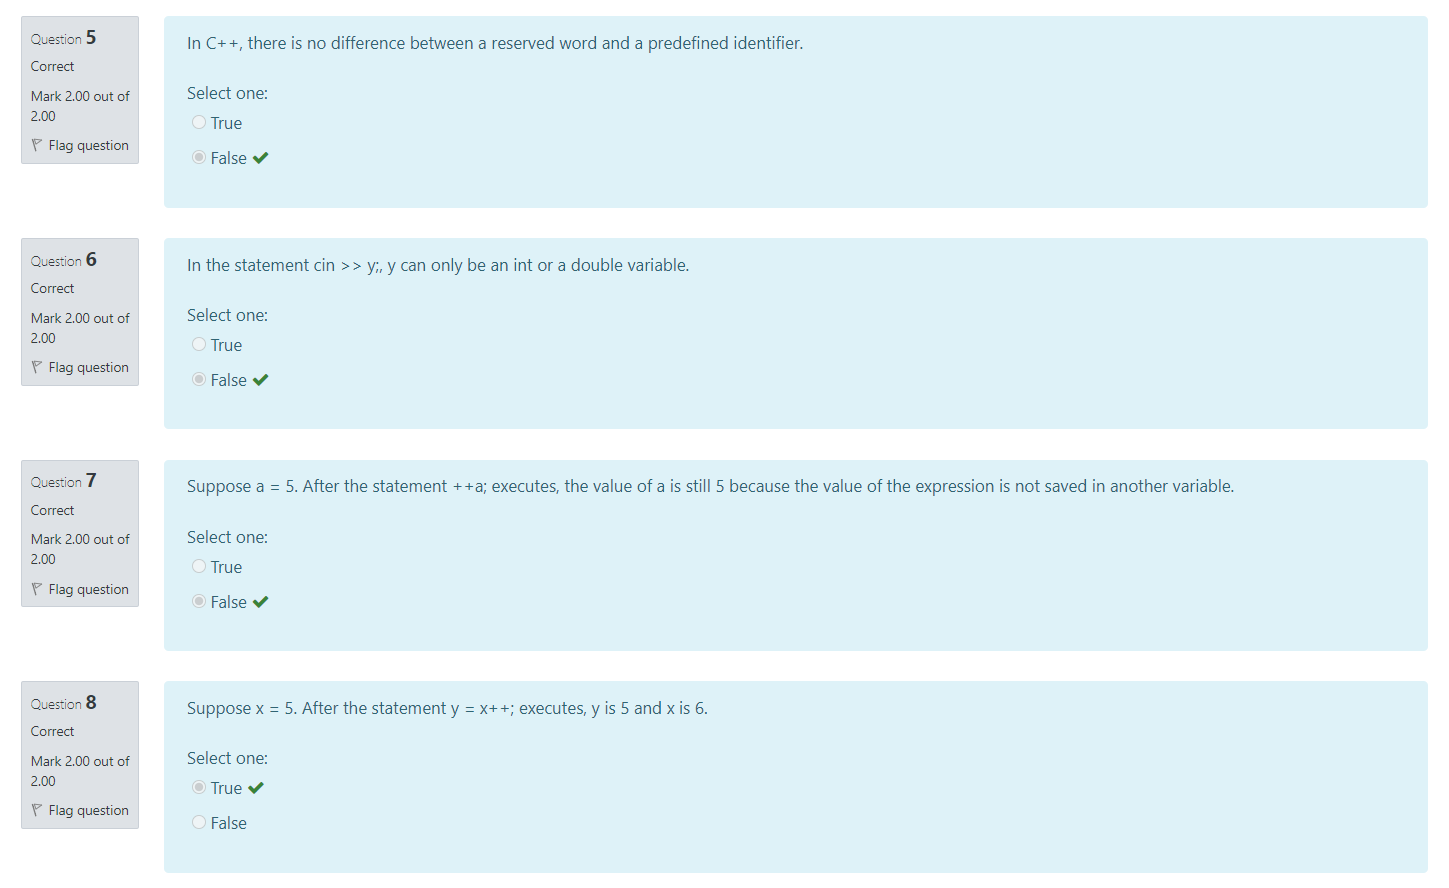 Question 5
Correct
Mark 2.00 out of
2.00
Flag question
In C++, there is no difference between a reserved word and a predefined identifier.
Select one:
True
False
Question 6
Correct
Mark 2.00 out of
2.00
Flag question
In the statement cin >> y;, y can only be an int or a double variable.
Select one:
True
False
Question 7
Correct
Mark 2.00 out of
2.00
Flag question
Suppose a = 5. After the statement ++a; executes, the value of a is still 5 because the value of the expression is not saved in another variable.
Select one:
True
False
Question 8
Correct
Mark 2.00 out of
2.00
Flag question
Suppose x = 5. After the statement y = x++; executes, y is 5 and x is 6.
Select one:
True
False